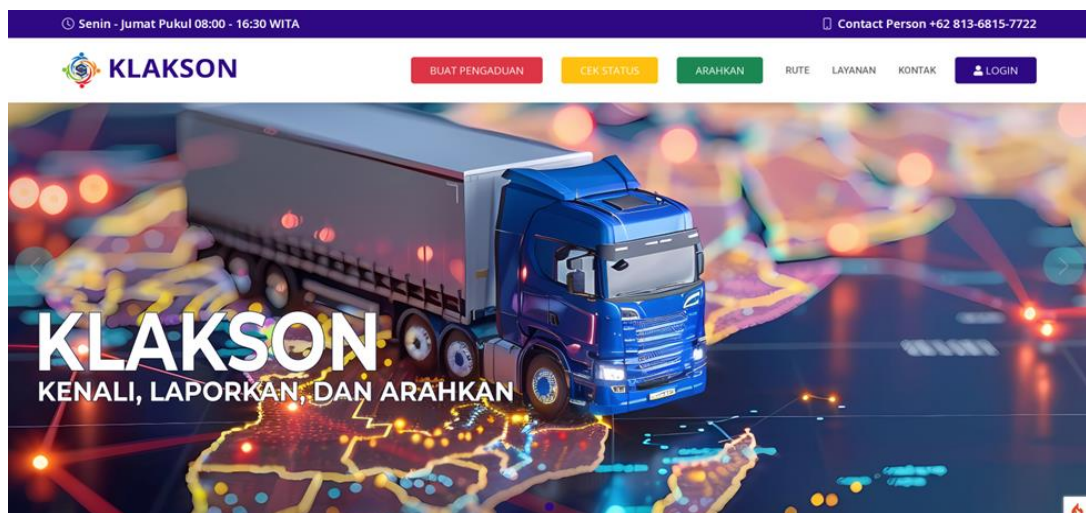 Senin - Jumat Pukul 08:00 - 16:30 WITA
Contact Person +62 813-6815-7722
KLAKSON
BUAT PENGADUAN
CEK STATUS
ARAHKAN
RUTE
LAYANAN
KONTAK
LOGIN
KLAKSON
KENALI, LAPORKAN, DAN ARAHKAN